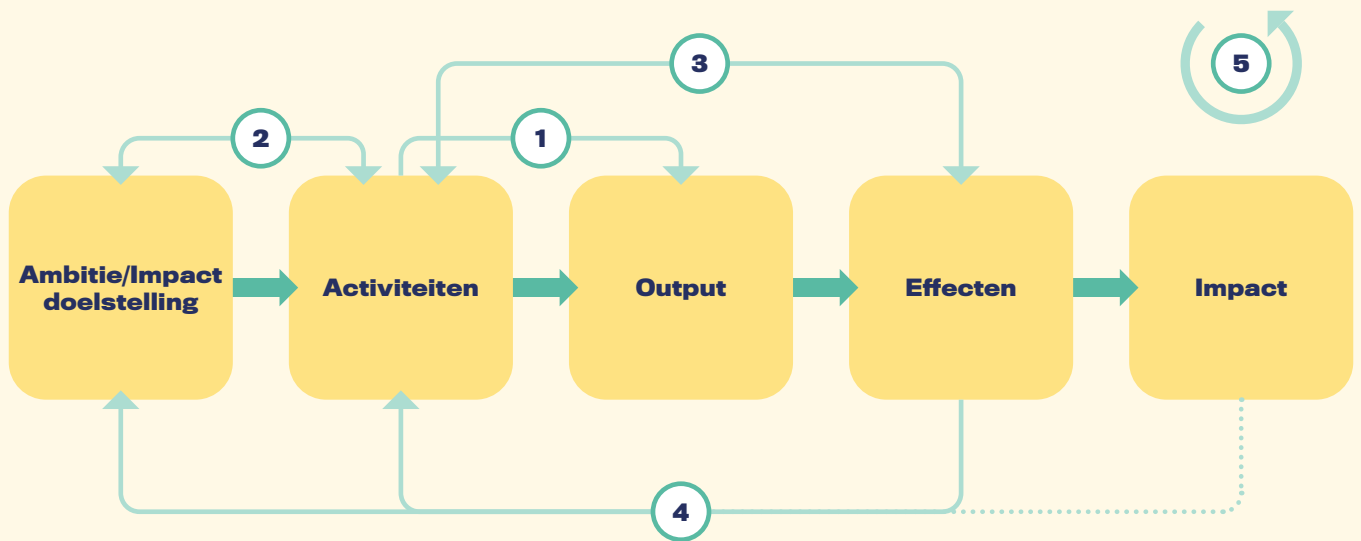 5
3
2
1
Ambitie/Impact
doelstelling
Activiteiten
Output
Effecten
Impact
4